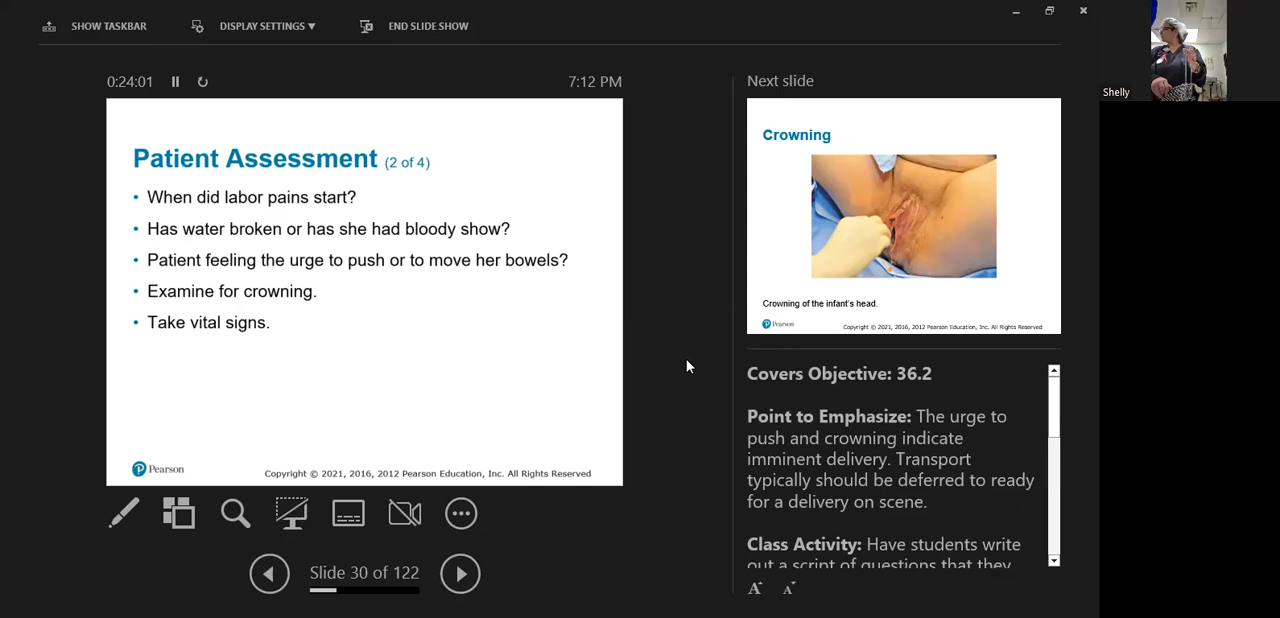 SHOW TASKBAR
DISPLAY SETTINGS ▼
END SLIDE SHOW
0:24:01
7:12 PM
Patient Assessment (2 of 4)
• When did labor pains start?
• Has water broken or has she had bloody show?
• Patient feeling the urge to push or to move her bowels?
• Examine for crowning.
• Take vital signs.
Pearson
Copyright © 2021, 2016, 2012 Pearson Education, Inc. All Rights Reserved
Slide 30 of 122
Next slide
Crowning
Crowning of the infant's head.
Pearson
Copyright © 2021, 2016, 2012 Pearson Education, Inc. All Rights Reserved
Covers Objective: 36.2
Point to Emphasize: The urge to
push and crowning indicate
imminent delivery. Transport
typically should be deferred to ready
for a delivery on scene.
Class Activity: Have students write
out a script of questions that they
A A
Shelly